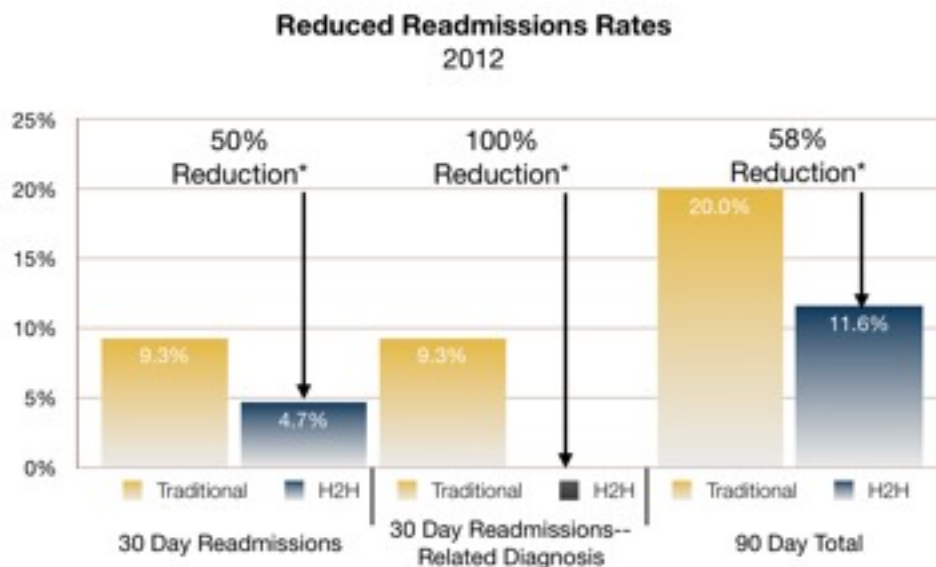 Reduced Readmissions Rates
2012
25%
20%
15%
10%
5%
0%
50%
Reduction*
100%
Reduction*
58%
Reduction*
9.3%
4.7%
9.3%
20.0%
11.6%
Traditional H2H
Traditional H2H
Traditional H2H
30 Day Readmissions
30 Day Readmissions--
Related Diagnosis
90 Day Total